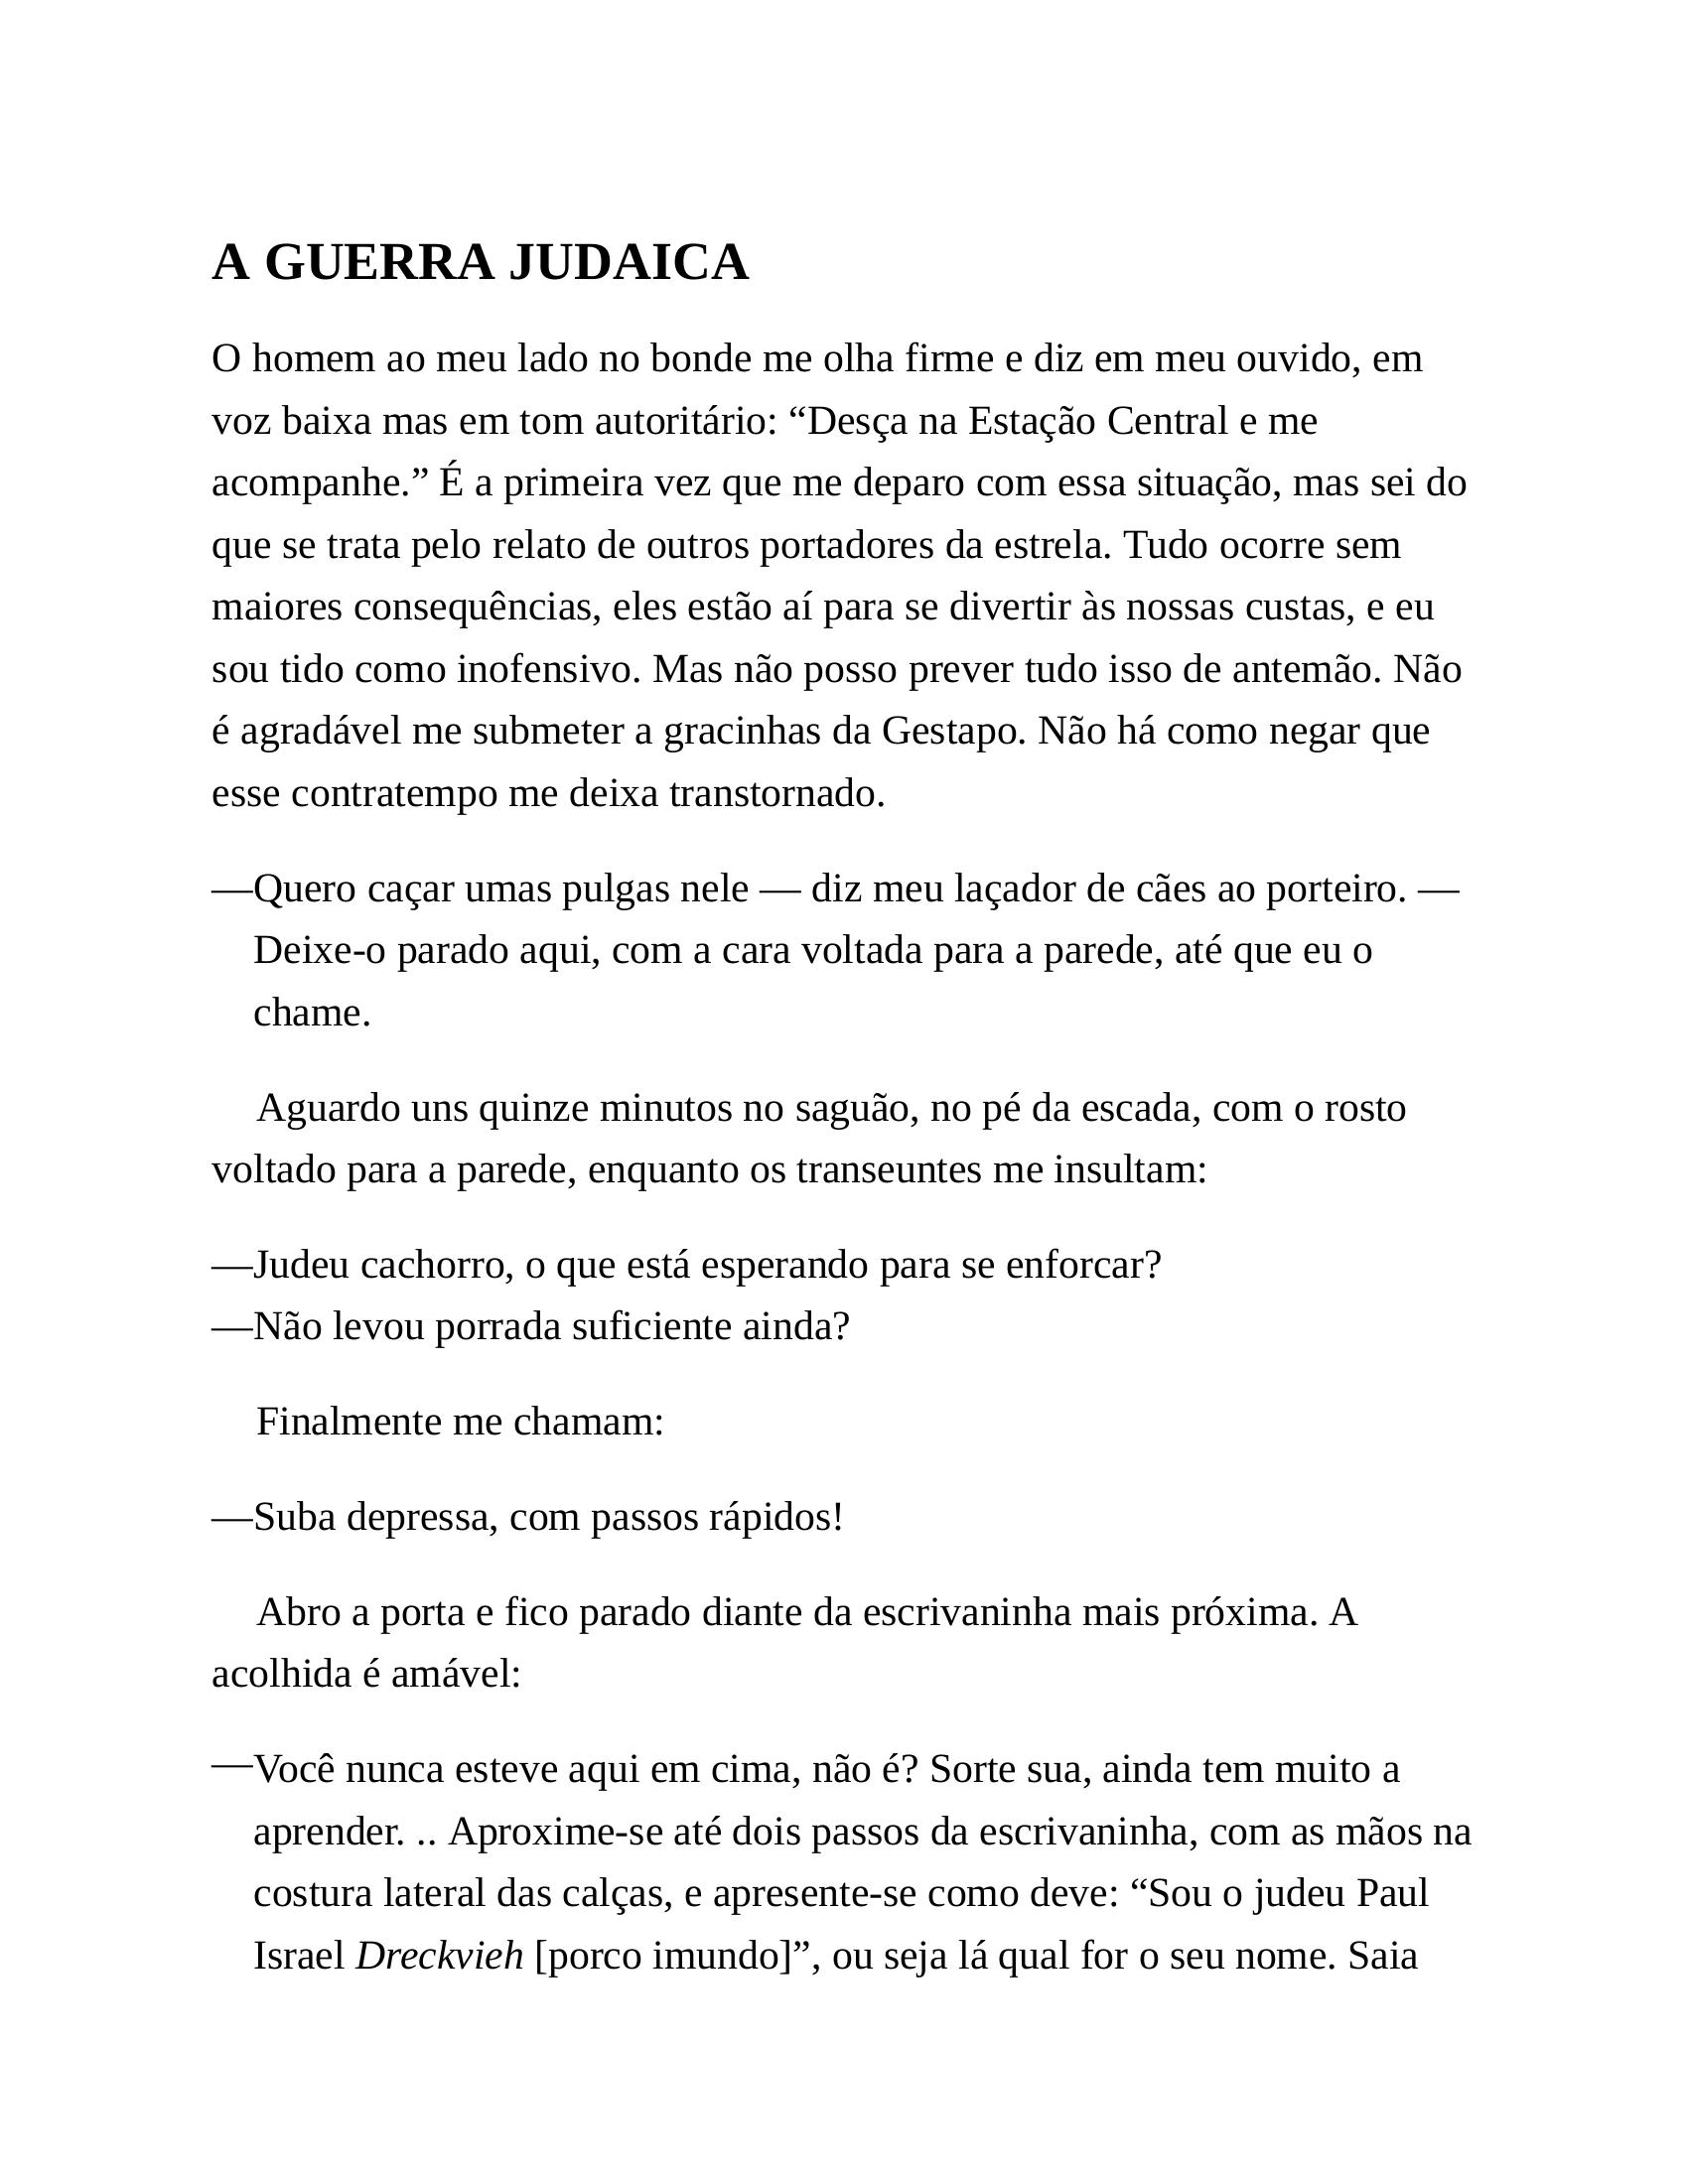 A GUERRA JUDAICA
O homem ao meu lado no bonde me olha firme e diz em meu ouvido, em
voz baixa mas em tom autoritário: “Desça na Estação Central e me
acompanhe.” É a primeira vez que me deparo com essa situação, mas sei do
que se trata pelo relato de outros portadores da estrela. Tudo ocorre sem
maiores consequências, eles estão aí para se divertir às nossas custas, e eu
sou tido como inofensivo. Mas não posso prever tudo isso de antemão. Não
é agradável me submeter a gracinhas da Gestapo. Não há como negar que
esse contratempo me deixa transtornado.
—Quero caçar umas pulgas nele — diz meu laçador de cães ao porteiro. —
Deixe-o parado aqui, com a cara voltada para a parede, até que eu o
chame.
Aguardo uns quinze minutos no saguão, no pé da escada, com o rosto
voltado para a parede, enquanto os transeuntes me insultam:
—Judeu cachorro, o que está esperando para se enforcar?
—Não levou porrada suficiente ainda?
Finalmente me chamam:
—Suba depressa, com passos rápidos!
Abro a porta e fico parado diante da escrivaninha mais próxima. A
acolhida é amável:
—Você nunca esteve aqui em cima, não é? Sorte sua, ainda tem muito a
aprender. .. Aproxime-se até dois passos da escrivaninha, com as mãos na
costura lateral das calças, e apresente-se como deve: “Sou o judeu Paul
Israel Dreckvieh [porco imundo]”, ou seja lá qual for o seu nome. Saia